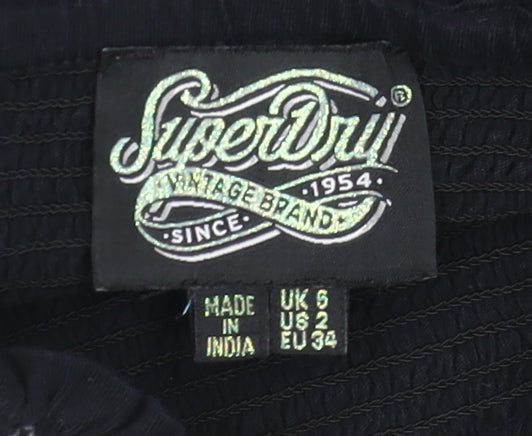 SuperDry®
VINTAGE BRAND
·SINCE·
·1954·
MADE
IN
INDIA
UK 6
US 2
EU 34